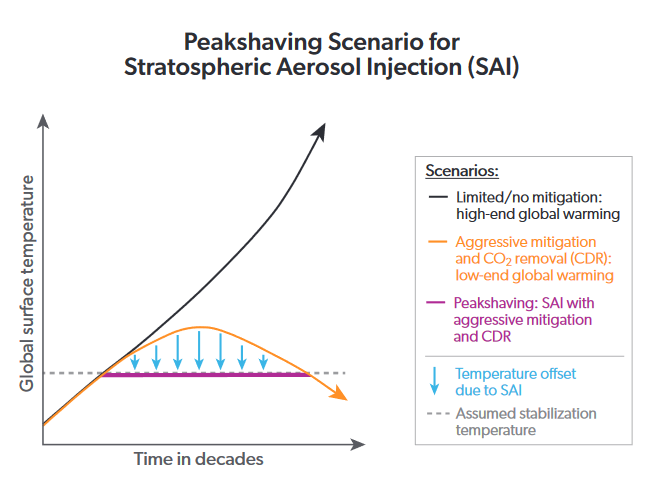 Peakshaving Scenario for
Stratospheric Aerosol Injection (SAI)
Global surface temperature
Time in decades
Scenarios:
Limited/no mitigation:
high-end global warming
Aggressive mitigation
and CO₂ removal (CDR):
low-end global warming
Peakshaving: SAI with
aggressive mitigation
and CDR
Temperature offset
due to SAI
Assumed stabilization
temperature